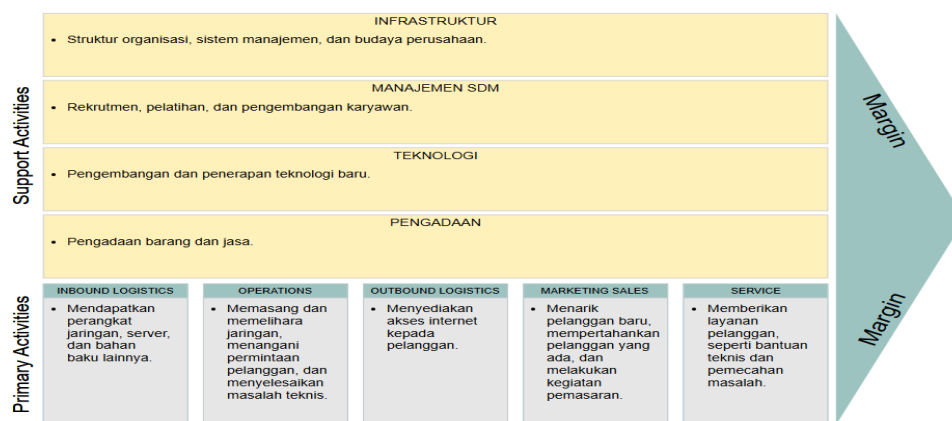 Support Activities
INFRASTRUKTUR
• Struktur organisasi, sistem manajemen, dan budaya perusahaan.
MANAJEMEN SDM
• Rekrutmen, pelatihan, dan pengembangan karyawan.
TEKNOLOGI
• Pengembangan dan penerapan teknologi baru.
PENGADAAN
• Pengadaan barang dan jasa.
Primary Activities
INBOUND LOGISTICS
• Mendapatkan
perangkat
jaringan, server,
dan bahan
baku lainnya.
OPERATIONS
• Memasang dan
memelihara
jaringan,
menangani
permintaan
pelanggan, dan
menyelesaikan
masalah teknis.
OUTBOUND LOGISTICS
• Menyediakan
akses internet
kepada
pelanggan.
MARKETING SALES
• Menarik
pelanggan baru,
mempertahankan
pelanggan yang
ada, dan
melakukan
kegiatan
pemasaran.
SERVICE
• Memberikan
layanan
pelanggan,
seperti bantuan
teknis dan
pemecahan
masalah.
Margin
Margin